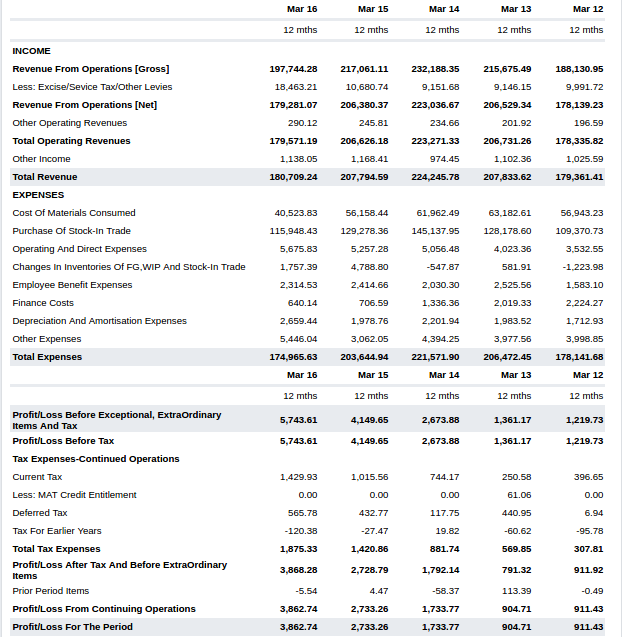 Mar 16 Mar 15 Mar 14 Mar 13 Mar 12
12 mths 12 mths 12 mths 12 mths 12 mths
INCOME
Revenue From Operations [Gross] 197,744.28 217,061.11 232,188.35 215,675.49 188,130.95
Less: Excise/Sevice Tax/Other Levies 18,463.21 10,680.74 9,151.68 9,146.15 9,991.72
Revenue From Operations [Net] 179,281.07 206,380.37 223,036.67 206,529.34 178,139.23
Other Operating Revenues 290.12 245.81 234.66 201.92 196.59
Total Operating Revenues 179,571.19 206,626.18 223,271.33 206,731.26 178,335.82
Other Income 1,138.05 1,168.41 974.45 1,102.36 1,025.59
Total Revenue 180,709.24 207,794.59 224,245.78 207,833.62 179,361.41
EXPENSES
Cost Of Materials Consumed 40,523.83 56,158.44 61,962.49 63,182.61 56,943.23
Purchase Of Stock-In Trade 115,948.43 129,278.36 145,137.95 128,178.60 109,370.73
Operating And Direct Expenses 5,675.83 5,257.28 5,056.48 4,023.36 3,532.55
Changes In Inventories Of FG,WIP And Stock-In Trade 1,757.39 4,788.80 -547.87 581.91 -1,223.98
Employee Benefit Expenses 2,314.53 2,414.66 2,030.30 2,525.56 1,583.10
Finance Costs 640.14 706.59 1,336.36 2,019.33 2,224.27
Depreciation And Amortisation Expenses 2,659.44 1,978.76 2,201.94 1,983.52 1,712.93
Other Expenses 5,446.04 3,062.05 4,394.25 3,977.56 3,998.85
Total Expenses 174,965.63 203,644.94 221,571.90 206,472.45 178,141.68
Mar 16 Mar 15 Mar 14 Mar 13 Mar 12
12 mths 12 mths 12 mths 12 mths 12 mths
Profit/Loss Before Exceptional, ExtraOrdinary
Items And Tax 5,743.61 4,149.65 2,673.88 1,361.17 1,219.73
Profit/Loss Before Tax 5,743.61 4,149.65 2,673.88 1,361.17 1,219.73
Tax Expenses-Continued Operations
Current Tax 1,429.93 1,015.56 744.17 250.58 396.65
Less: MAT Credit Entitlement 0.00 0.00 0.00 61.06 0.00
Deferred Tax 565.78 432.77 117.75 440.95 6.94
Tax For Earlier Years -120.38 -27.47 19.82 -60.62 -95.78
Total Tax Expenses 1,875.33 1,420.86 881.74 569.85 307.81
Profit/Loss After Tax And Before ExtraOrdinary
Items 3,868.28 2,728.79 1,792.14 791.32 911.92
Prior Period Items -5.54 4.47 -58.37 113.39 -0.49
Profit/Loss From Continuing Operations 3,862.74 2,733.26 1,733.77 904.71 911.43
Profit/Loss For The Period 3,862.74 2,733.26 1,733.77 904.71 911.43